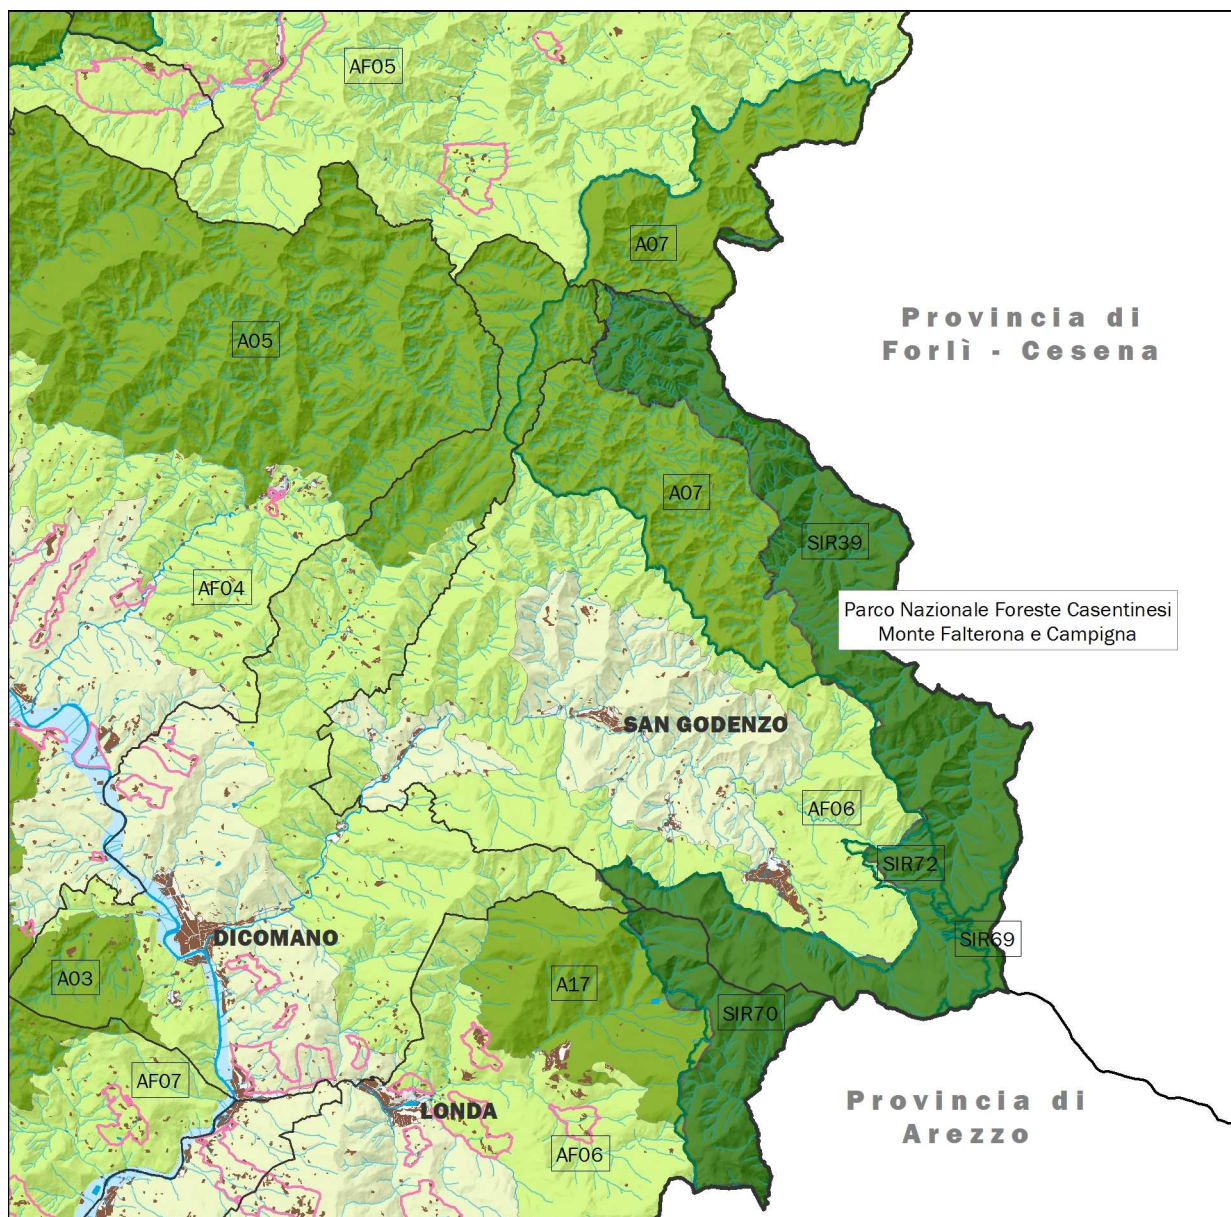 AF05
A07
Provincia di
Forlì - Cesena
A05
A07
SIR39
AF04
Parco Nazionale Foreste Casentinesi
Monte Falterona e Campigna
SAN GODENZO
AF06
SIR72
DICOMANO
SIR69
A03
A17
SIR70
AF07
LONDA
Provincia di
Arezzo
AF06